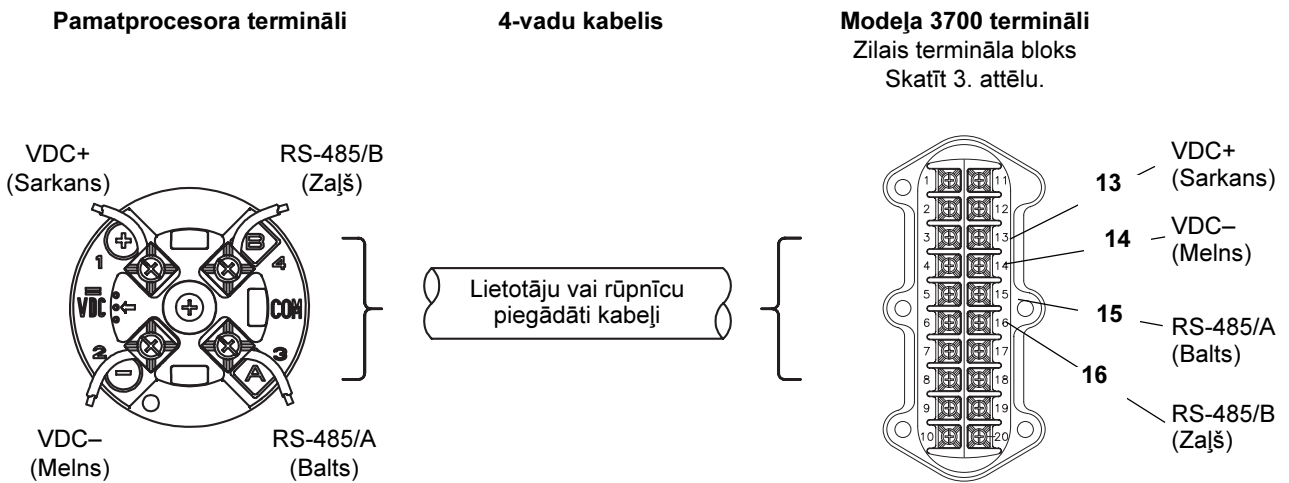 Pamatprocesora termināli
4-vadu kabelis
Modeļa 3700 termināli
Zilais termināla bloks
Skatīt 3. attēlu.
VDC+
(Sarkans)
RS-485/B
(Zaļš)
+
B
1
4
VDC
COM
2
3
−
A
VDC–
(Melns)
RS-485/A
(Balts)
Lietotāju vai rūpnīcu
piegādāti kabeļi
1 11
2 12
3 13
4 14
5 15
6 16
7 17
8 18
9 19
10 20
13
VDC+
(Sarkans)
14
VDC–
(Melns)
15
RS-485/A
(Balts)
16
RS-485/B
(Zaļš)